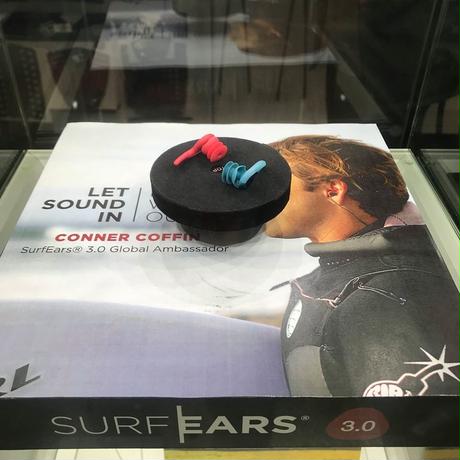 LET
SOUND
IN
CONNER COFFIN
SurfEars® 3.0 Global Ambassador
SURFEARS® 3.0